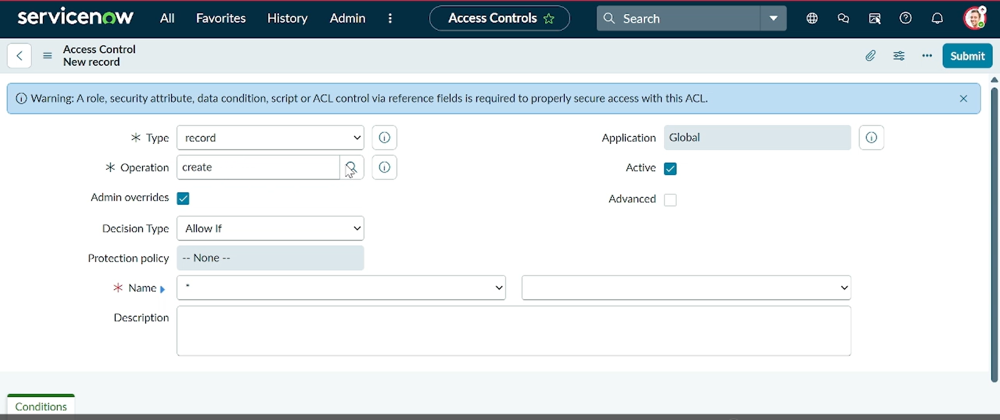 servicenow All Favorites History Admin Access Controls Search
Access Control
New record
Submit
Warning: A role, security attribute, data condition, script or ACL control via reference fields is required to properly secure access with this ACL.
* Type record Application Global
* Operation create Active
Admin overrides Advanced
Decision Type Allow If
Protection policy -- None --
* Name *
Description
Conditions